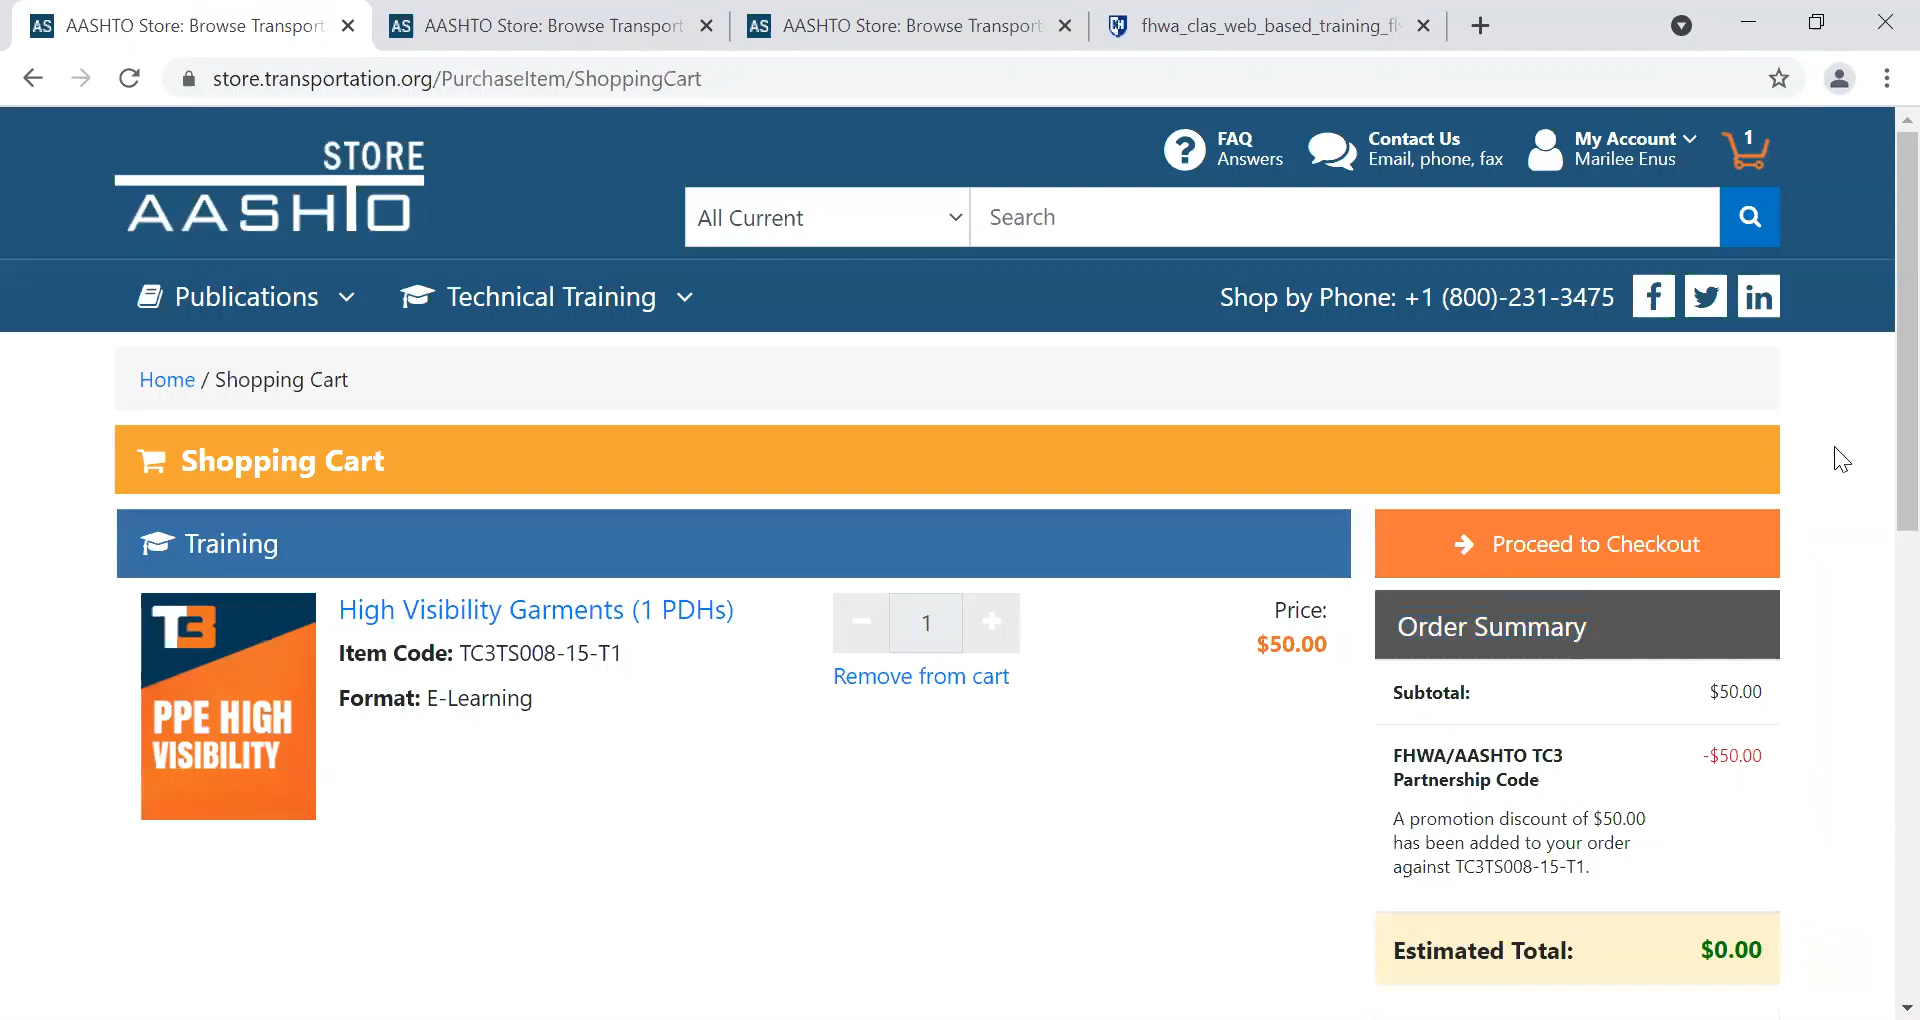 AS AASHTO Store: Browse Transport
AS AASHTO Store: Browse Transport
AS AASHTO Store: Browse Transport
fhwa_clas_web_based_training_fl
store.transportation.org/PurchaseItem/ShoppingCart
STORE
AASHTO
FAQ
Answers
Contact Us
Email, phone, fax
My Account
Marilee Enus
1
All Current
Search
Publications
Technical Training
Shop by Phone: +1 (800)-231-3475
Home / Shopping Cart
Shopping Cart
Training
Proceed to Checkout
T3
PPE HIGH
VISIBILITY
High Visibility Garments (1 PDHs)
Item Code: TC3TS008-15-T1
Format: E-Learning
1
Remove from cart
Price:
$50.00
Order Summary
Subtotal: $50.00
FHWA/AASHTO TC3 -$50.00
Partnership Code
A promotion discount of $50.00
has been added to your order
against TC3TS008-15-T1.
Estimated Total: $0.00